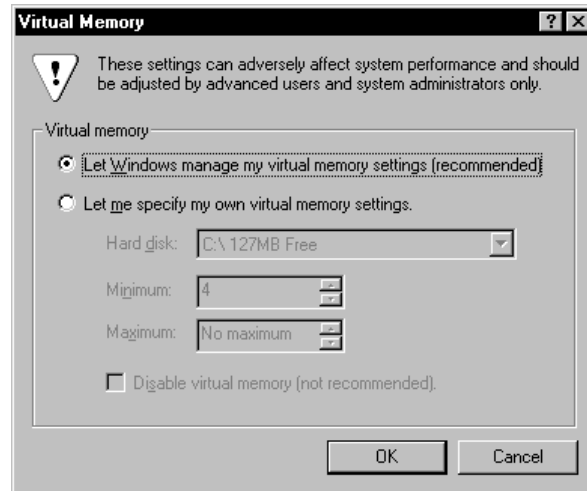 Virtual Memory
These settings can adversely affect system performance and should
be adjusted by advanced users and system administrators only.
Virtual memory
Let Windows manage my virtual memory settings (recommended)
Let me specify my own virtual memory settings.
Hard disk: C:\ 127MB Free
Minimum: 4
Maximum: No maximum
Disable virtual memory (not recommended).
OK Cancel